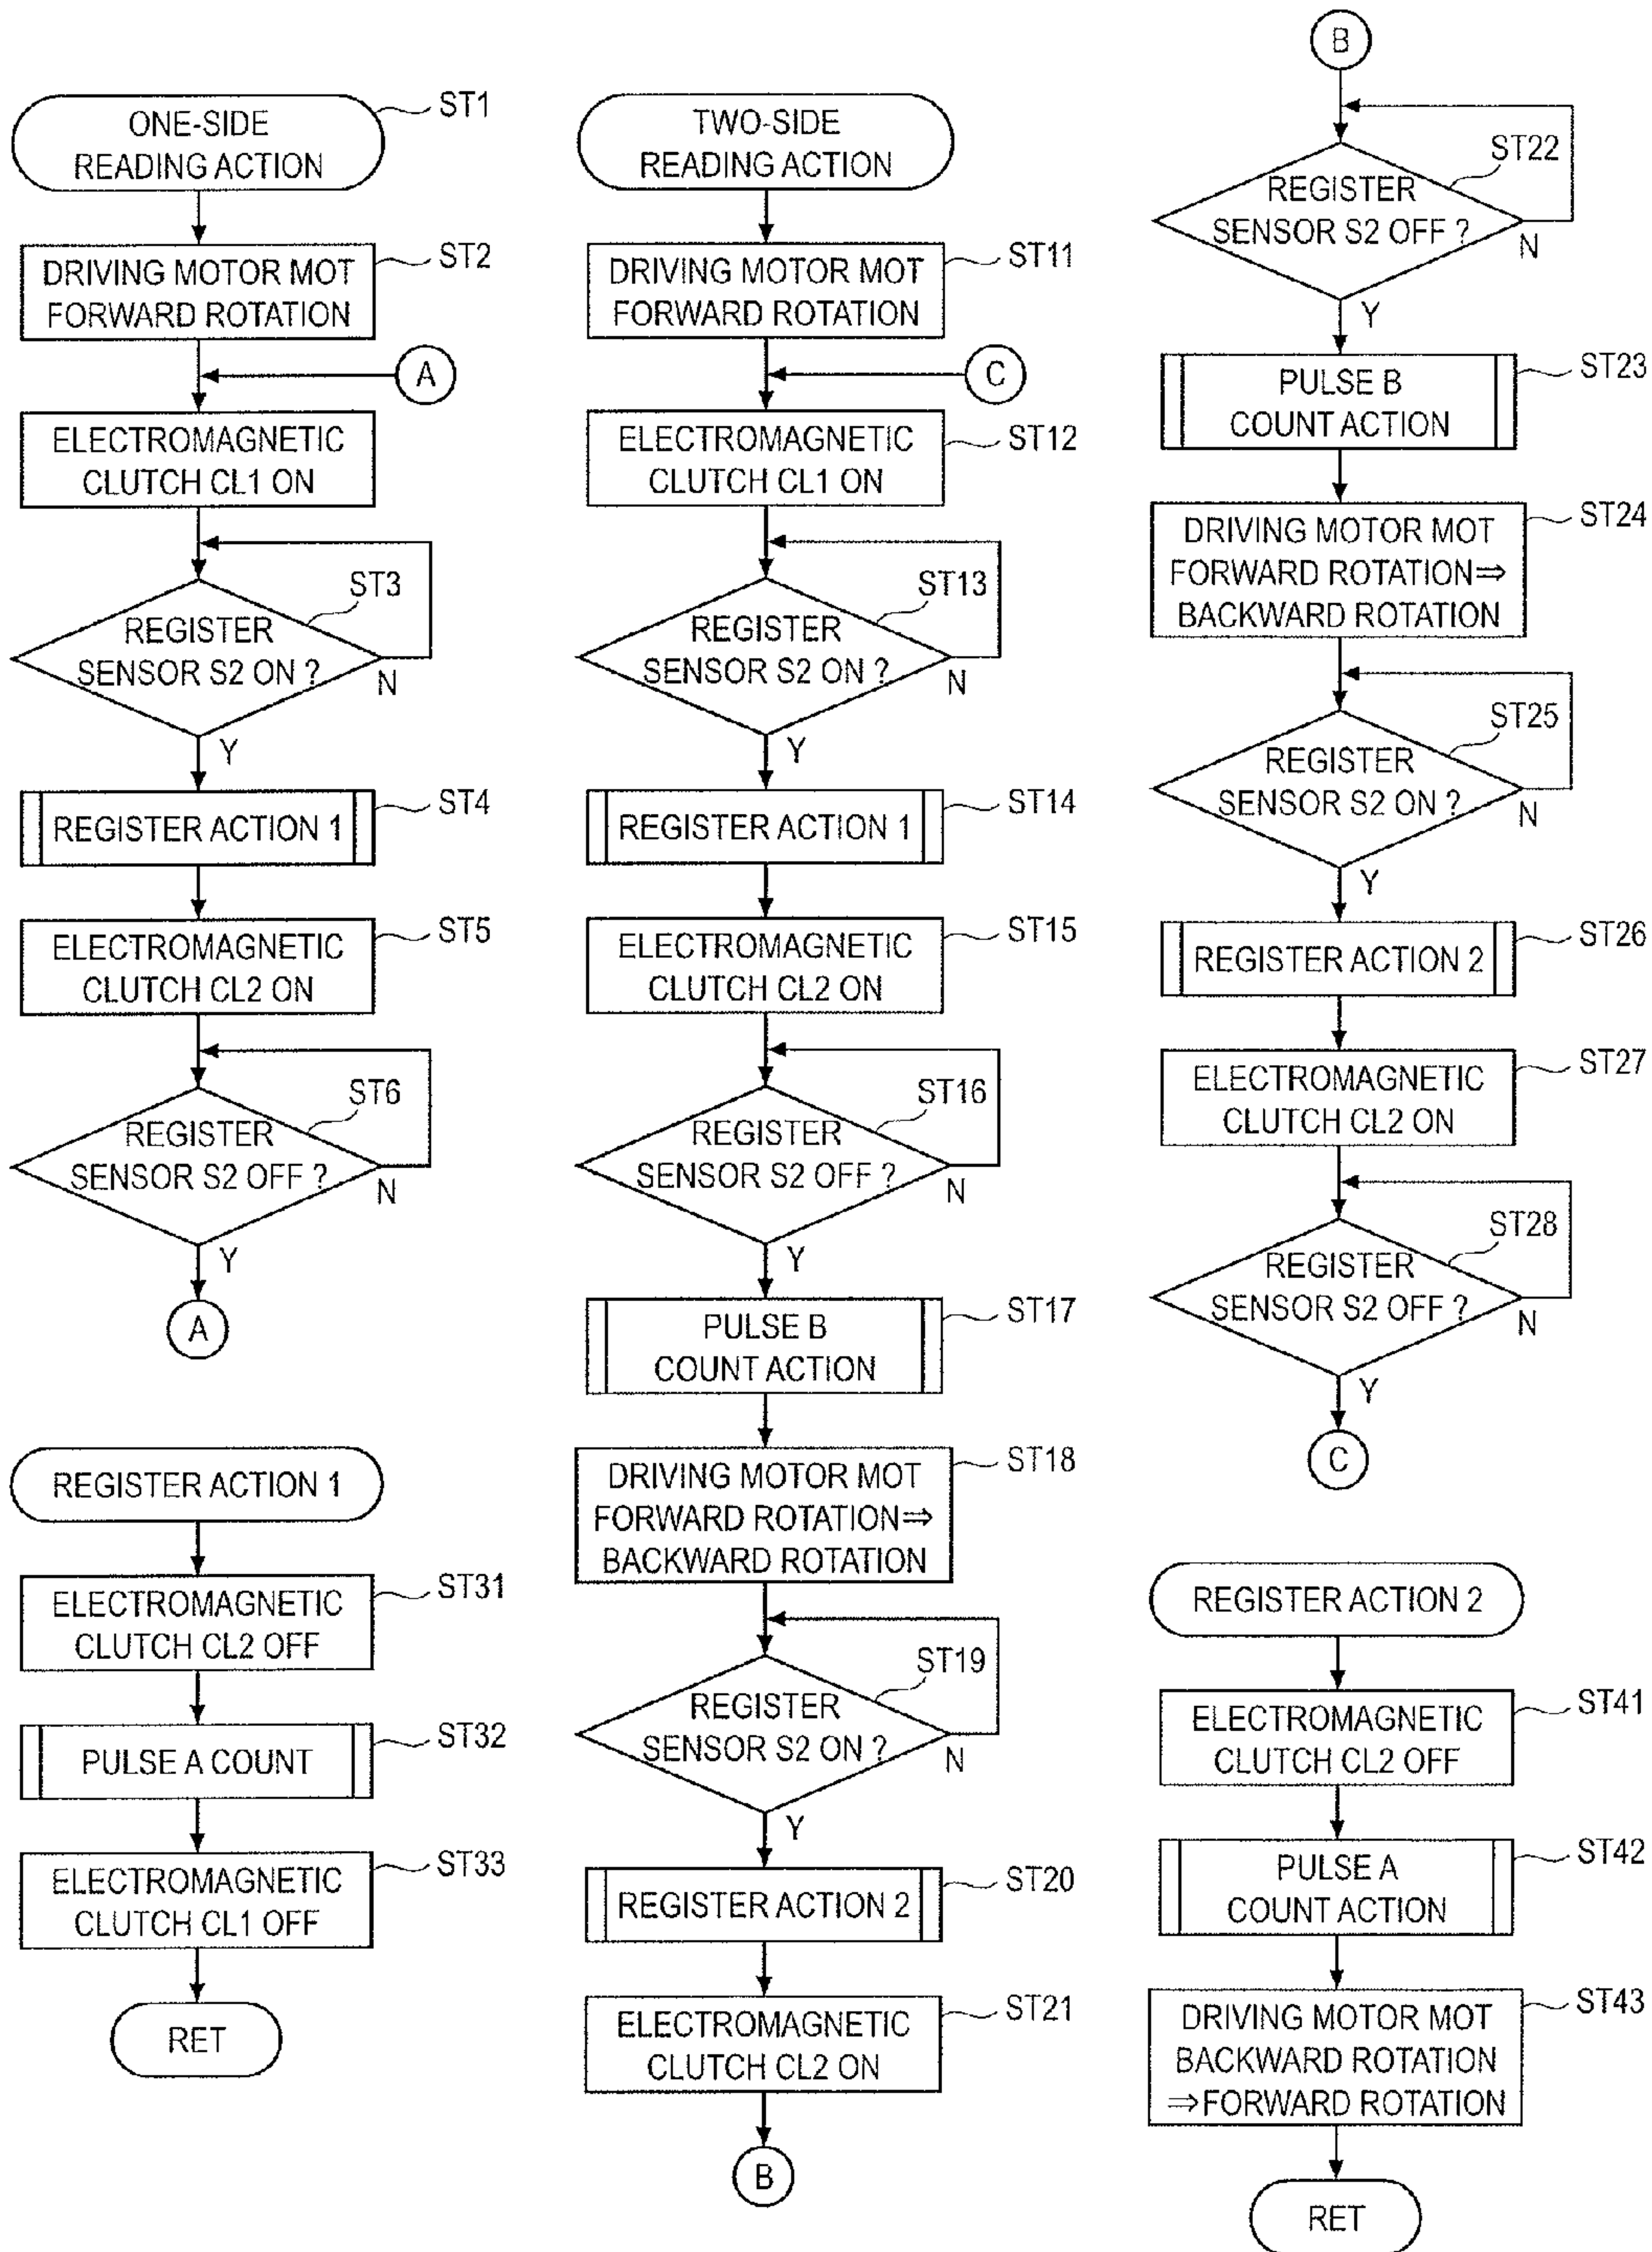 ONE-SIDE
READING ACTION
ST1
DRIVING MOTOR MOT
FORWARD ROTATION
ST2
A
ELECTROMAGNETIC
CLUTCH CL1 ON
REGISTER
SENSOR S2 ON ?
ST3
N
Y
REGISTER ACTION 1
ST4
ELECTROMAGNETIC
CLUTCH CL2 ON
ST5
REGISTER
SENSOR S2 OFF ?
ST6
N
Y
A
REGISTER ACTION 1
ELECTROMAGNETIC
CLUTCH CL2 OFF
ST31
PULSE A COUNT
ST32
ELECTROMAGNETIC
CLUTCH CL1 OFF
ST33
RET
TWO-SIDE
READING ACTION
DRIVING MOTOR MOT
FORWARD ROTATION
ST11
C
ELECTROMAGNETIC
CLUTCH CL1 ON
ST12
REGISTER
SENSOR S2 ON ?
ST13
N
Y
REGISTER ACTION 1
ST14
ELECTROMAGNETIC
CLUTCH CL2 ON
ST15
REGISTER
SENSOR S2 OFF ?
ST16
N
Y
PULSE B
COUNT ACTION
ST17
DRIVING MOTOR MOT
FORWARD ROTATION⇒
BACKWARD ROTATION
ST18
REGISTER
SENSOR S2 ON ?
ST19
N
Y
REGISTER ACTION 2
ST20
ELECTROMAGNETIC
CLUTCH CL2 ON
ST21
B
B
REGISTER
SENSOR S2 OFF ?
ST22
N
Y
PULSE B
COUNT ACTION
ST23
DRIVING MOTOR MOT
FORWARD ROTATION⇒
BACKWARD ROTATION
ST24
REGISTER
SENSOR S2 ON ?
ST25
N
Y
REGISTER ACTION 2
ST26
ELECTROMAGNETIC
CLUTCH CL2 ON
ST27
REGISTER
SENSOR S2 OFF ?
ST28
N
Y
C
REGISTER ACTION 2
ELECTROMAGNETIC
CLUTCH CL2 OFF
ST41
PULSE A
COUNT ACTION
ST42
DRIVING MOTOR MOT
BACKWARD ROTATION
⇒FORWARD ROTATION
ST43
RET